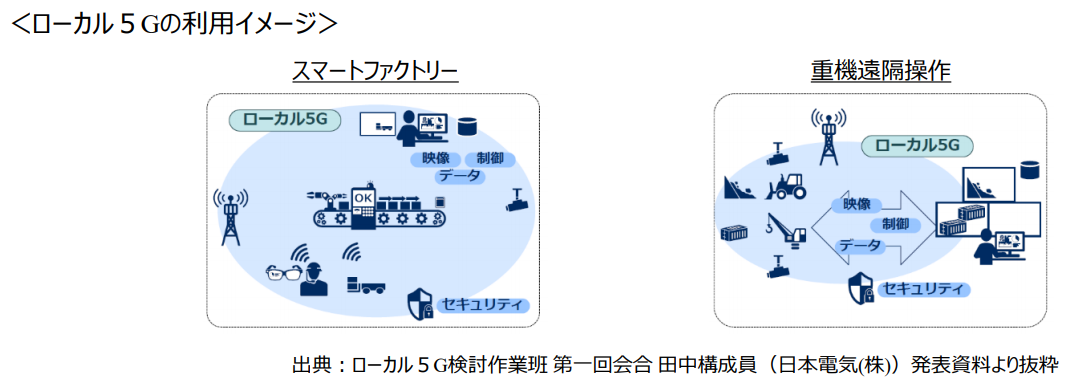 ＜ローカル５Gの利用イメージ＞
スマートファクトリー
ローカル5G
映像 制御
データ
OK
セキュリティ
重機遠隔操作
ローカル5G
映像
制御
データ
セキュリティ
出典：ローカル５G検討作業班 第一回会合 田中構成員（日本電気(株)）発表資料より抜粋